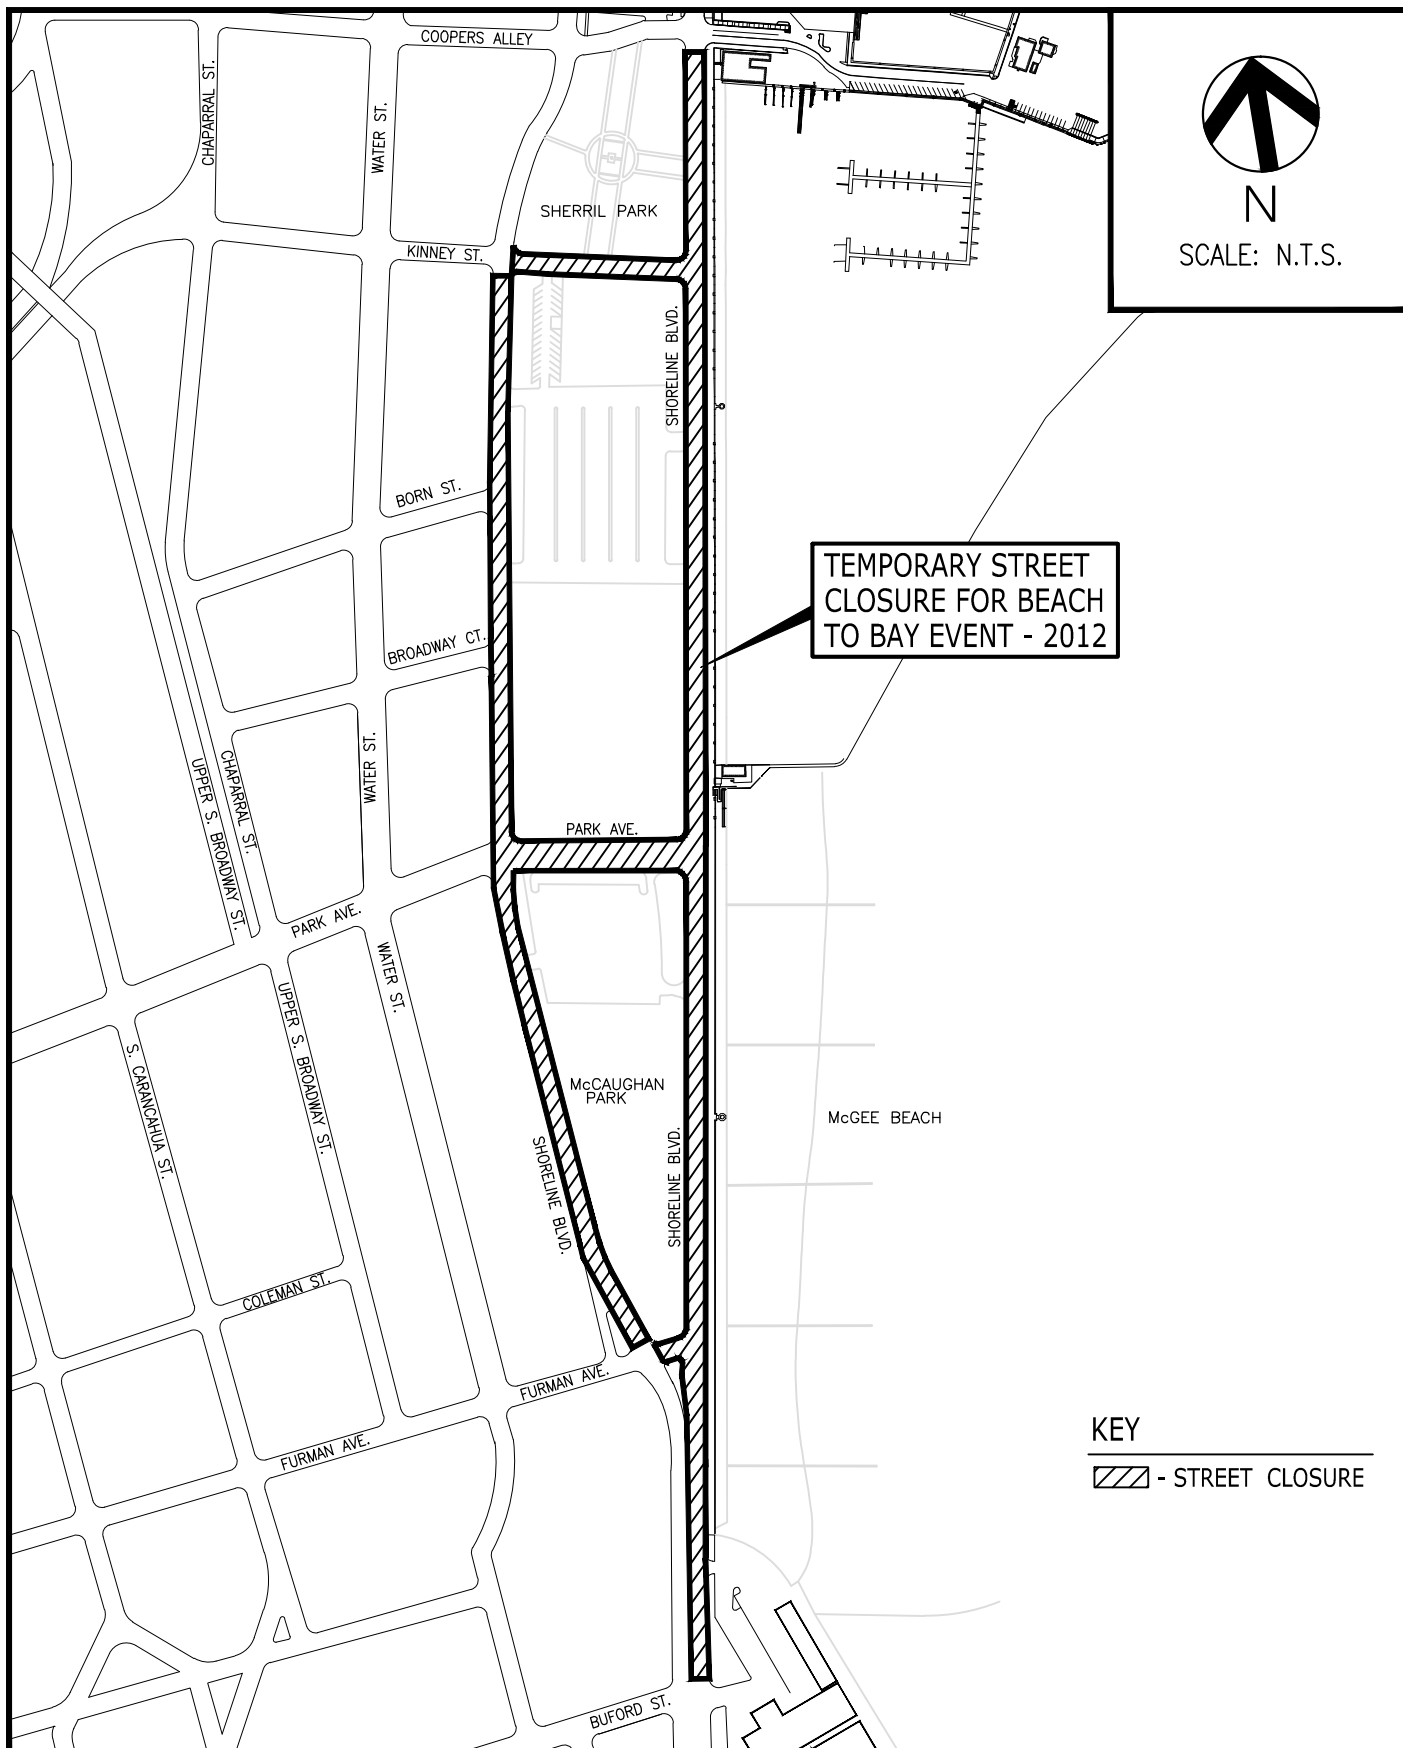 COOPERS ALLEY
CHAPARRAL ST.
WATER ST.
N
SCALE: N.T.S.
SHERRIL PARK
KINNEY ST.
SHORELINE BLVD.
BORN ST.
TEMPORARY STREET
CLOSURE FOR BEACH
TO BAY EVENT - 2012
BROADWAY CT.
WATER ST.
CHAPARRAL ST.
UPPER S. BROADWAY ST.
PARK AVE.
PARK AVE.
WATER ST.
UPPER S. BROADWAY ST.
S. CARANCAHUA ST.
McCAUGHAN
PARK
McGEE BEACH
SHORELINE BLVD.
SHORELINE BLVD.
COLEMAN ST.
FURMAN AVE.
FURMAN AVE.
KEY
- STREET CLOSURE
BUFORD ST.